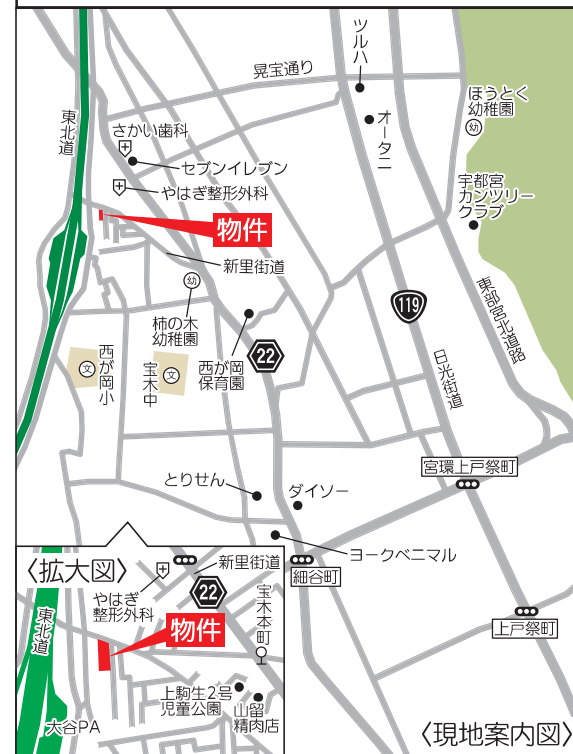 ツルハ
晃宝通り
ほうとく
幼稚園
幼
東北道
オータニ
さかい歯科
セブンイレブン
やはぎ整形外科
宇都宮
カンツリー
クラブ
物件
新里街道
幼
柿の木
幼稚園
119
東部宮北道路
西が岡小
文
宝木中
文
西が岡
保育園
22
日光街道
宮環上戸祭町
とりせん
ダイソー
ヨークベニマル
細谷町
上戸祭町
〈拡大図〉
新里街道
やはぎ
整形外科
22
宝木本町
東北道
物件
上駒生2号
児童公園
山留
精肉店
大谷PA
〈現地案内図〉